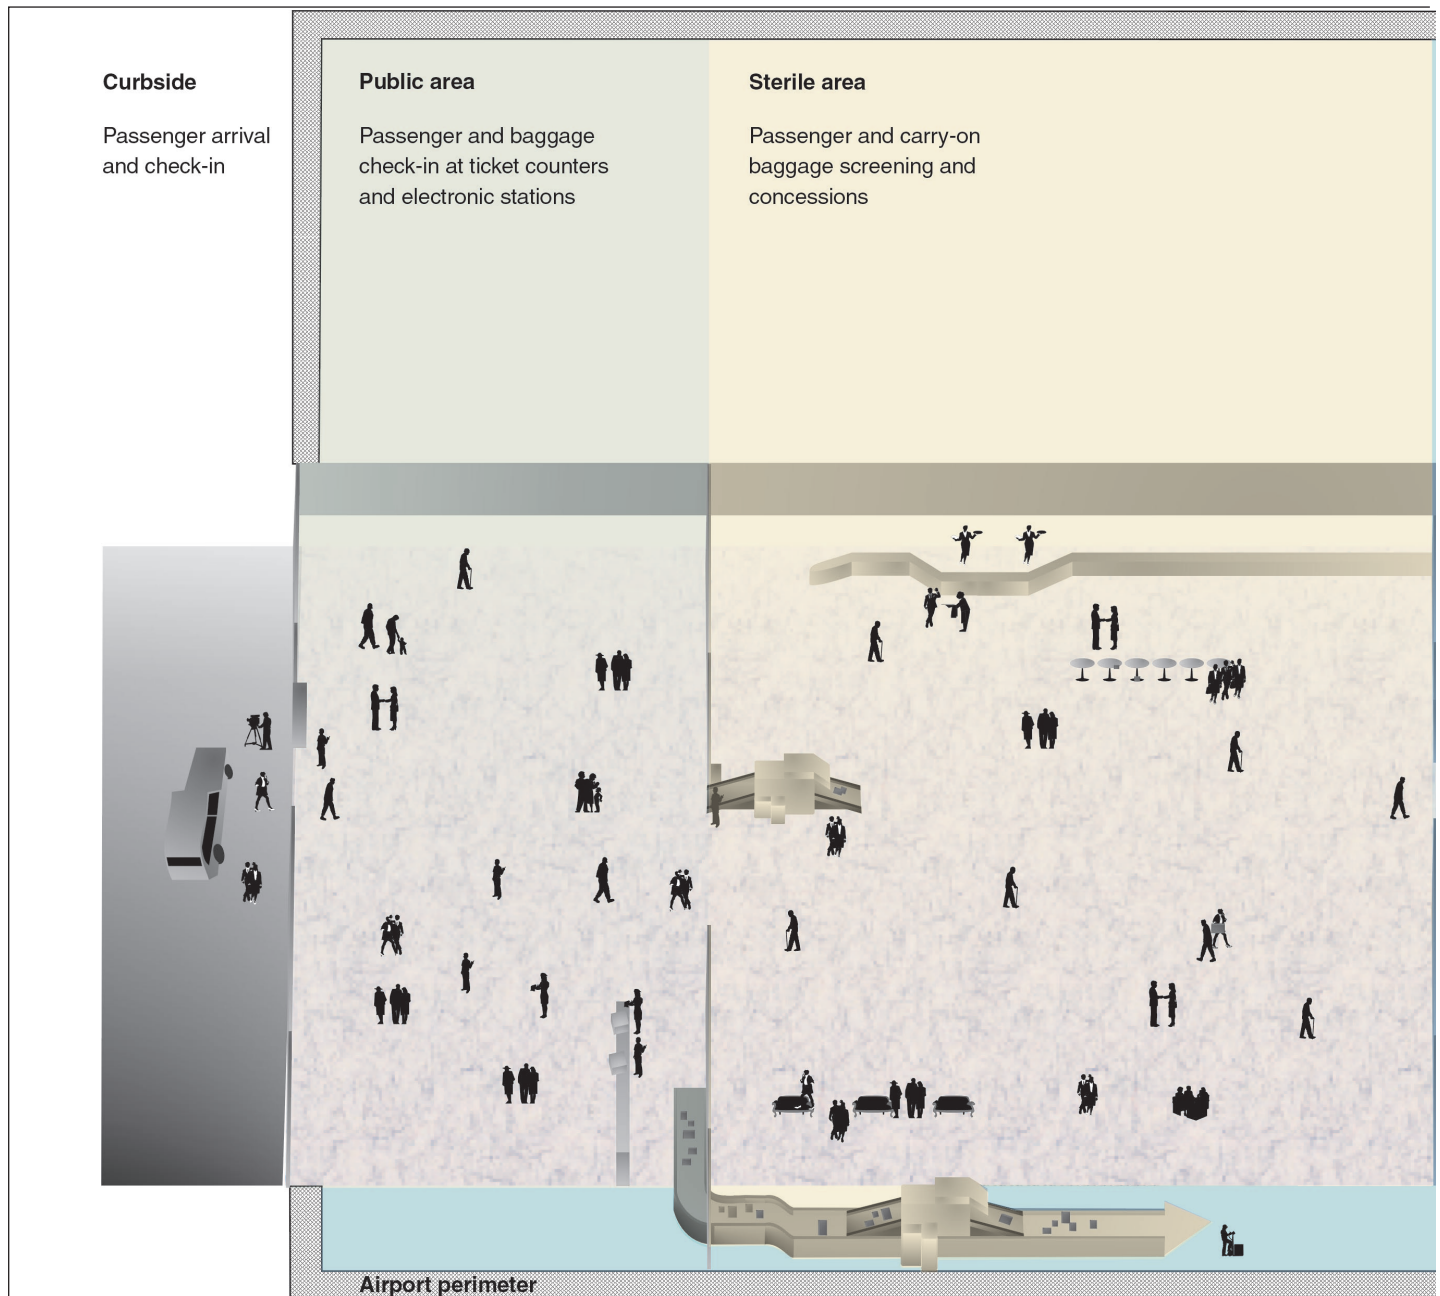 Curbside
Passenger arrival
and check-in
Public area
Passenger and baggage
check-in at ticket counters
and electronic stations
Sterile area
Passenger and carry-on
baggage screening and
concessions
Airport perimeter